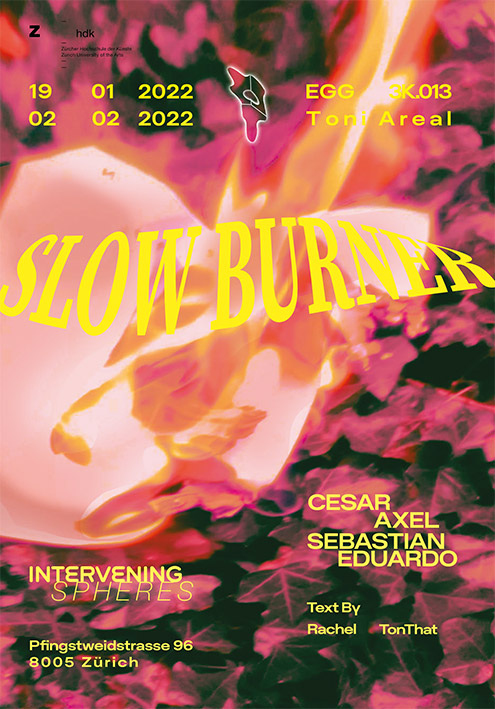 Z hdk
Zürcher Hochschule der Künste
Zurich University of the Arts
19 01 2022
02 02 2022
EGG 3K.013
Toni Areal
SLOW BURNER
CESAR
AXEL
SEBASTIAN
EDUARDO
INTERVENING
SPHERES
Text By
Rachel TonThat
Pfingstweidstrasse 96
8005 Zürich